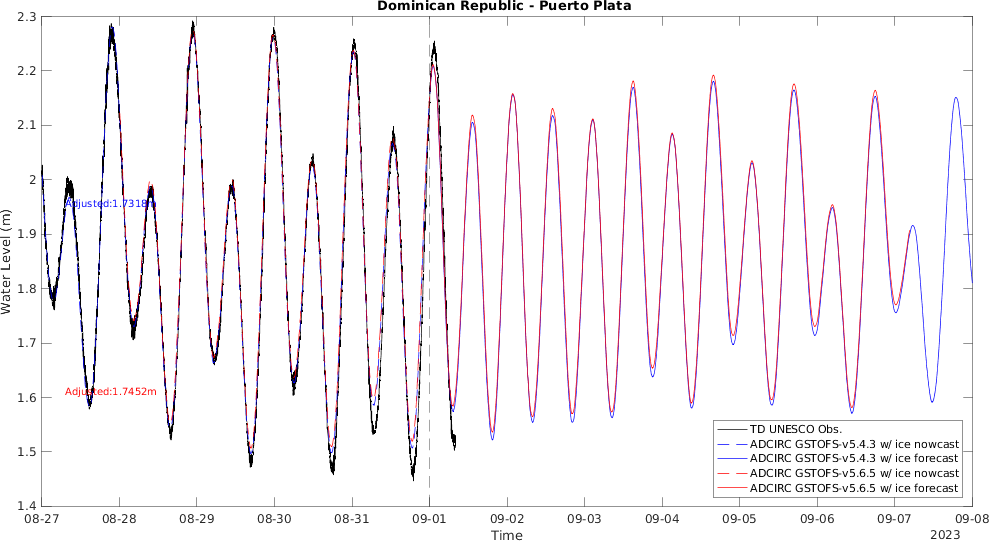 Dominican Republic - Puerto Plata
2.3
2.2
2.1
2
1.9
1.8
1.7
1.6
1.5
1.4
Water Level (m)
Adjusted:1.7318m
Adjusted:1.7452m
TD UNESCO Obs.
ADCIRC GSTOFS-v5.4.3 w/ ice nowcast
ADCIRC GSTOFS-v5.4.3 w/ ice forecast
ADCIRC GSTOFS-v5.6.5 w/ ice nowcast
ADCIRC GSTOFS-v5.6.5 w/ ice forecast
08-27 08-28 08-29 08-30 08-31 09-01 09-02 09-03 09-04 09-05 09-06 09-07 09-08
Time
2023